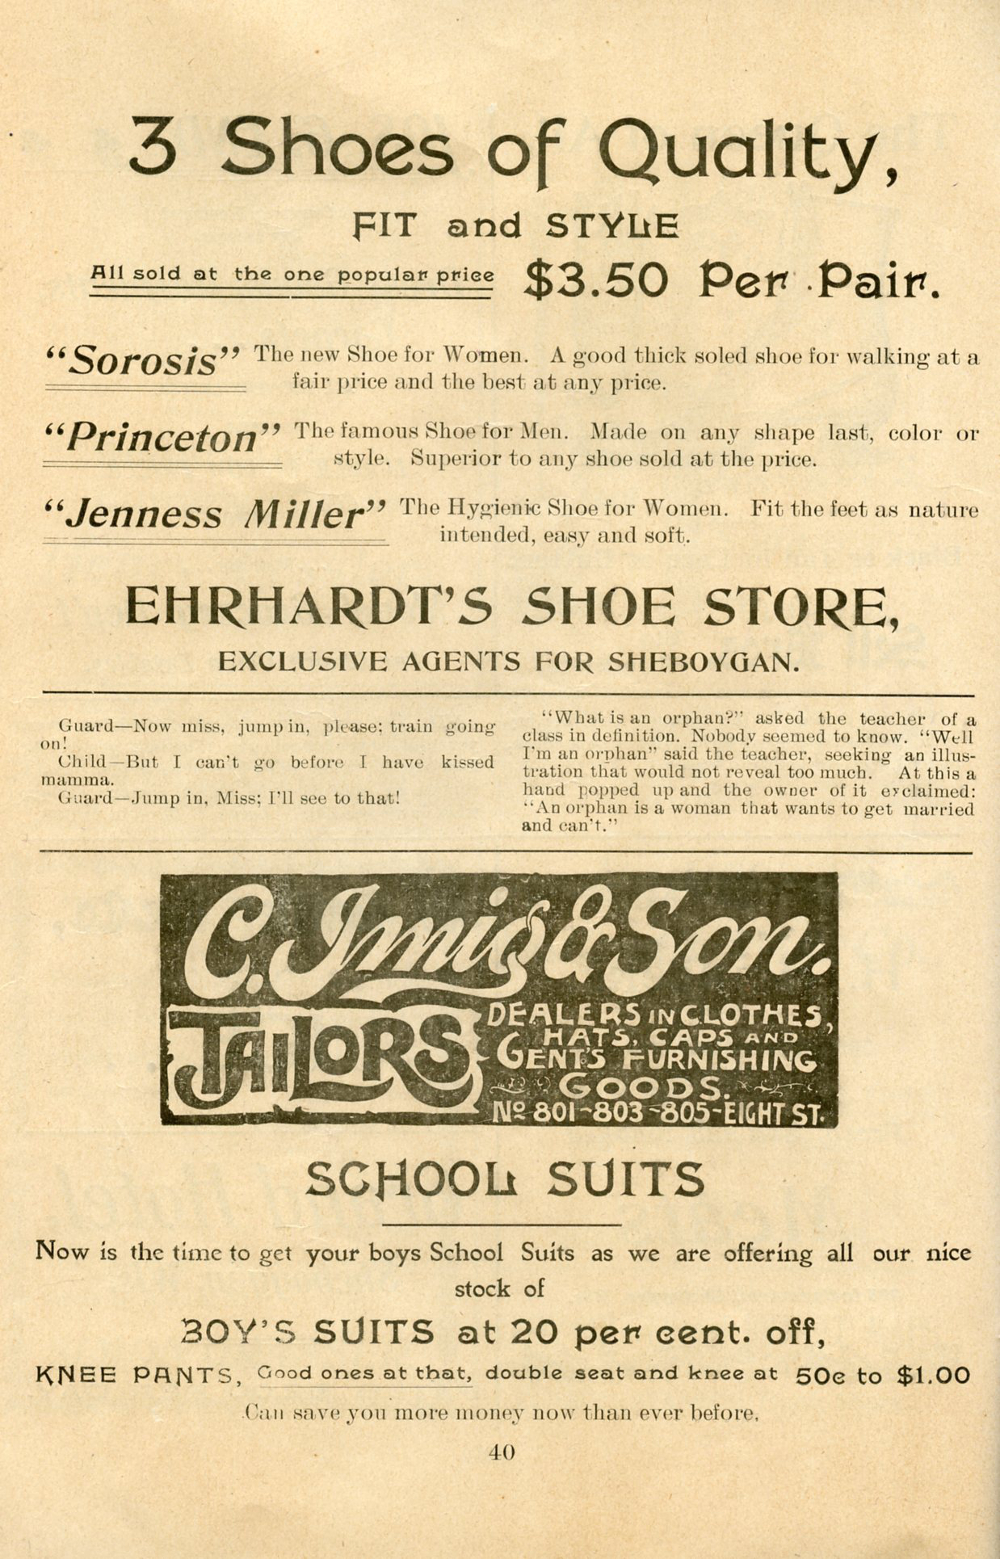 3 Shoes of Quality,
FIT and STYLE
All sold at the one popular price $3.50 Per Pair.
“Sorosis” The new Shoe for Women. A good thick soled shoe for walking at a
fair price and the best at any price.
“Princeton” The famous Shoe for Men. Made on any shape last, color or
style. Superior to any shoe sold at the price.
“Jenness Miller” The Hygienic Shoe for Women. Fit the feet as nature
intended, easy and soft.
EHRHARDT’S SHOE STORE,
EXCLUSIVE AGENTS FOR SHEBOYGAN.
Guard—Now miss, jump in, please; train going
on!
Child—But I can’t go before I have kissed
mamma.
Guard—Jump in, Miss; I’ll see to that!
“What is an orphan?” asked the teacher of a
class in definition. Nobody seemed to know. “Well
I’m an orphan” said the teacher, seeking an illus-
tration that would not reveal too much. At this a
hand popped up and the owner of it exclaimed:
“An orphan is a woman that wants to get married
and can’t.”
C. Imig & Son.
TAILORS
DEALERS IN CLOTHES,
HATS, CAPS AND
GENTS FURNISHING
GOODS.
No 801-803-805-EIGHT ST.
SCHOOL SUITS
Now is the time to get your boys School Suits as we are offering all our nice
stock of
BOY’S SUITS at 20 per cent. off,
KNEE PANTS, Good ones at that, double seat and knee at 50c to $1.00
Can save you more money now than ever before.
40